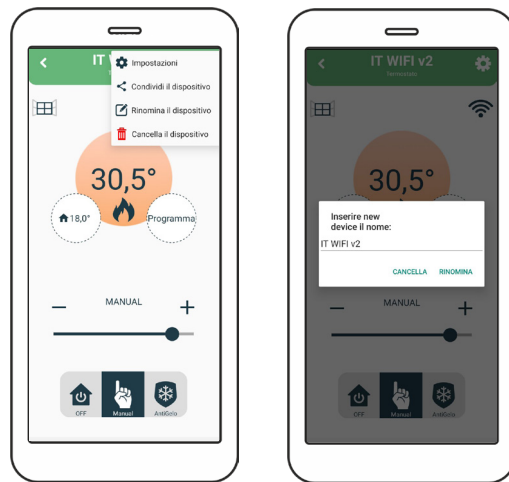 IT
Impostazioni
Condividi il dispositivo
Rinomina il dispositivo
Cancella il dispositivo
30,5°
18,0°
Programma
MANUAL
OFF
Manual
AntiGelo
IT WIFI v2
Termostato
30,5°
Inserire new
device il nome:
IT WIFI v2
CANCELLA RINOMINA
MANUAL
OFF
Manual
AntiGelo